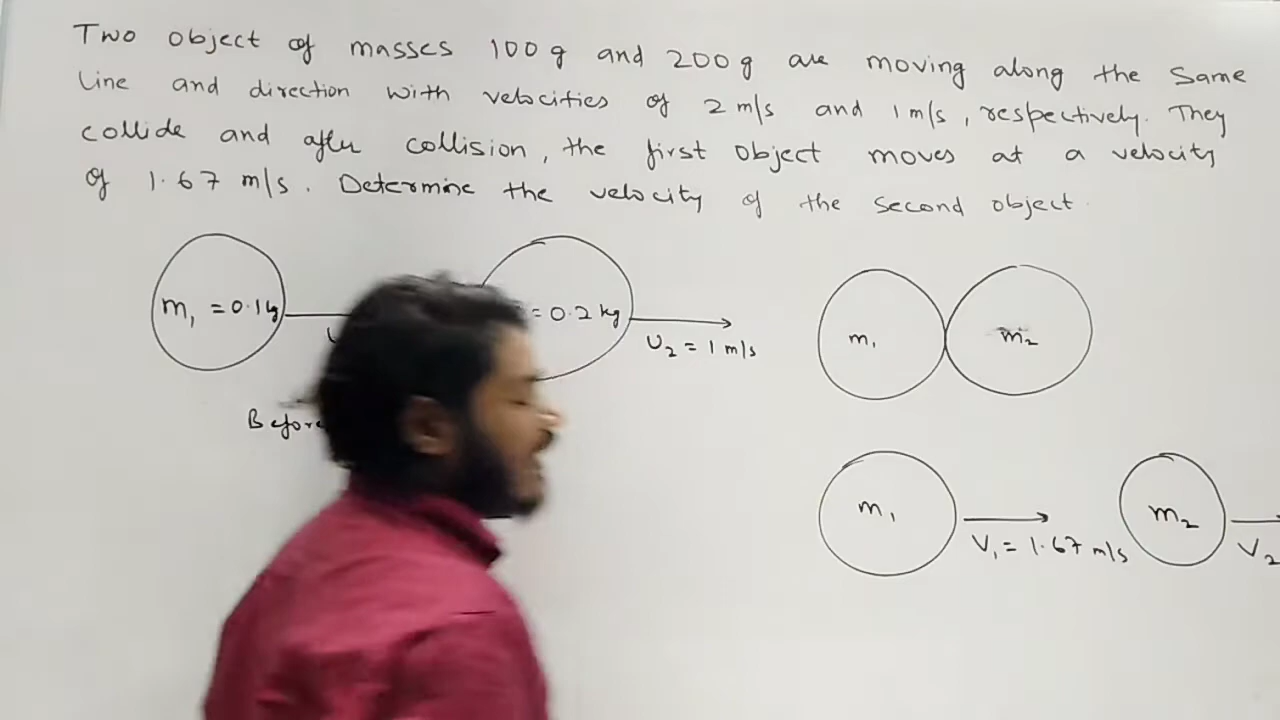 Two object of masses 100 g and 200 g are moving along the same
line and direction with velocities of 2 m/s and 1 m/s, respectively. They
collide and after collision, the first object moves at a velocity
of 1.67 m/s. Determine the velocity of the second object.
m₁ = 0.1 kg
= 0.2 kg
u₂ = 1 m/s
m₁
m₂
m₁
V₁ = 1.67 m/s
m₂
V₂